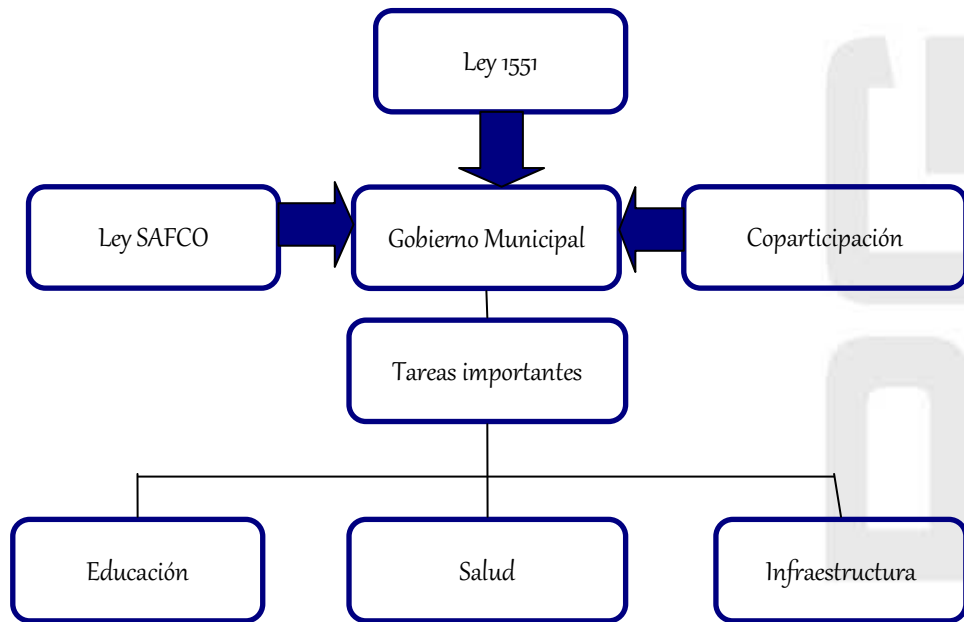 Ley 1551
Ley SAFCO
Gobierno Municipal
Coparticipación
Tareas importantes
Educación
Salud
Infraestructura